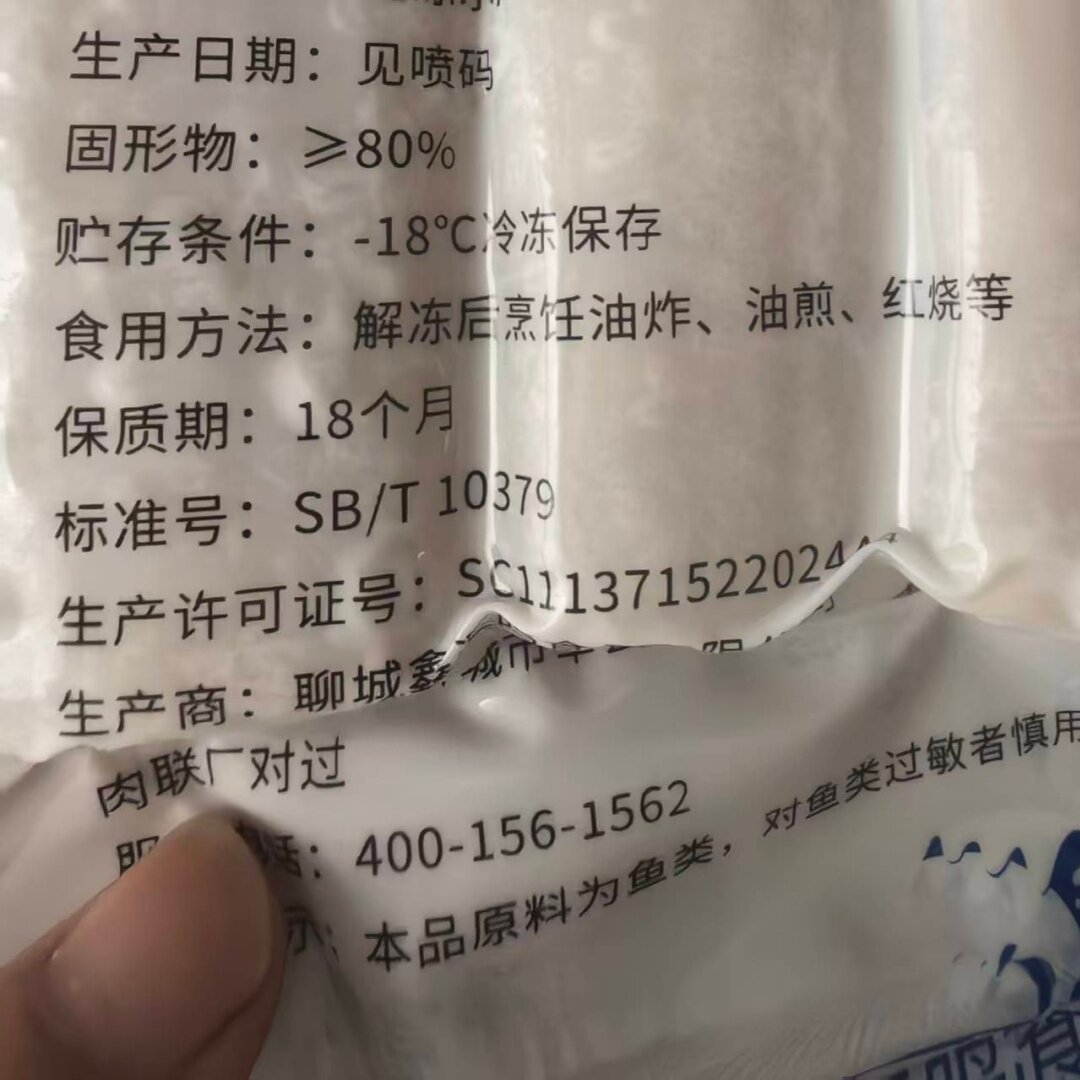 生产日期：见喷码
固形物：≥80%
贮存条件：-18℃冷冻保存
食用方法：解冻后烹饪油炸、油煎、红烧等
保质期：18个月
标准号：SB/T 10379
生产许可证号：SC1113715220244
生产商：聊城鑫城市
肉联厂对过
400-156-1562
本品原料为鱼类，对鱼类过敏者慎用